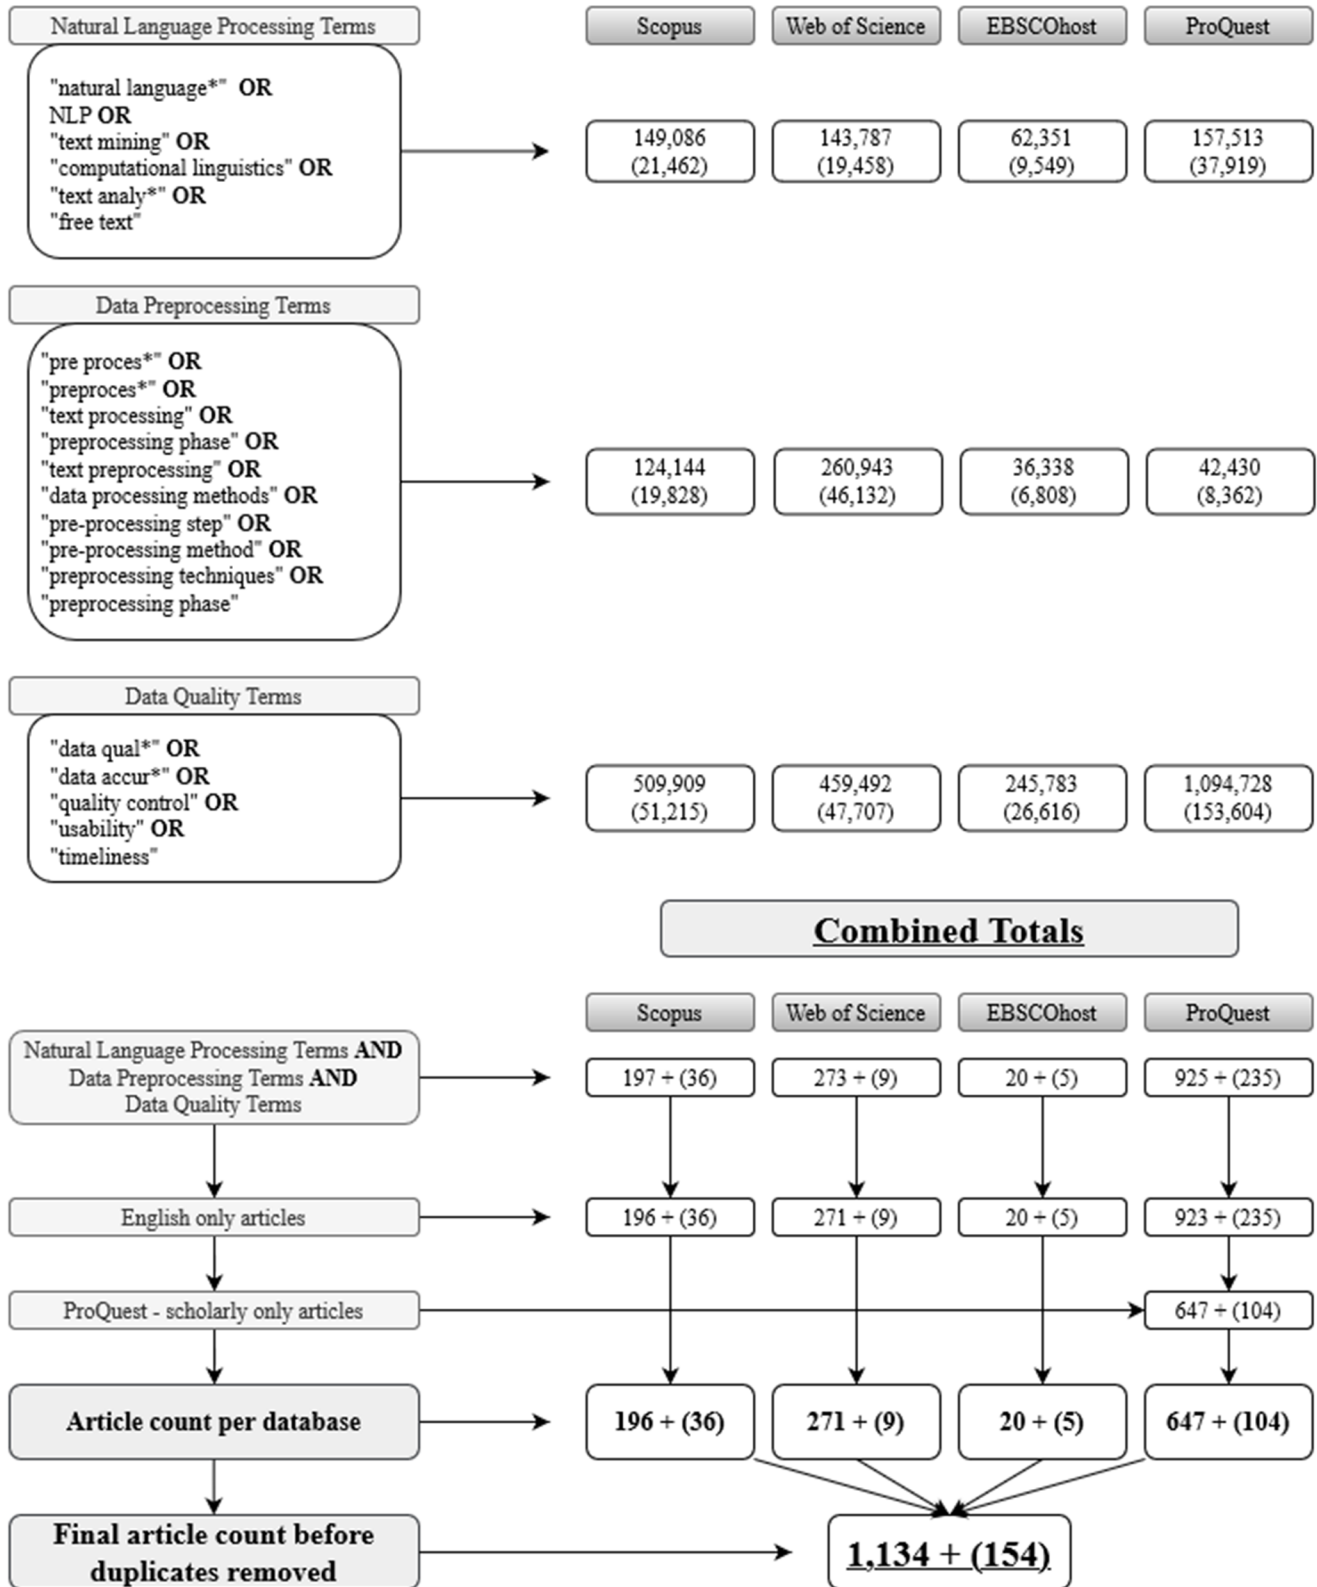 Natural Language Processing Terms
Scopus
Web of Science
EBSCOhost
ProQuest
"natural language*" OR
NLP OR
"text mining" OR
"computational linguistics" OR
"text analy*" OR
"free text"
149,086
(21,462)
143,787
(19,458)
62,351
(9,549)
157,513
(37,919)
Data Preprocessing Terms
"pre proces*" OR
"preproces*" OR
"text processing" OR
"preprocessing phase" OR
"text preprocessing" OR
"data processing methods" OR
"pre-processing step" OR
"pre-processing method" OR
"preprocessing techniques" OR
"preprocessing phase"
124,144
(19,828)
260,943
(46,132)
36,338
(6,808)
42,430
(8,362)
Data Quality Terms
"data qual*" OR
"data accur*" OR
"quality control" OR
"usability" OR
"timeliness"
509,909
(51,215)
459,492
(47,707)
245,783
(26,616)
1,094,728
(153,604)
Combined Totals
Scopus
Web of Science
EBSCOhost
ProQuest
Natural Language Processing Terms AND
Data Preprocessing Terms AND
Data Quality Terms
197 + (36)
273 + (9)
20 + (5)
925 + (235)
English only articles
196 + (36)
271 + (9)
20 + (5)
923 + (235)
ProQuest - scholarly only articles
647 + (104)
Article count per database
196 + (36)
271 + (9)
20 + (5)
647 + (104)
Final article count before
duplicates removed
1,134 + (154)